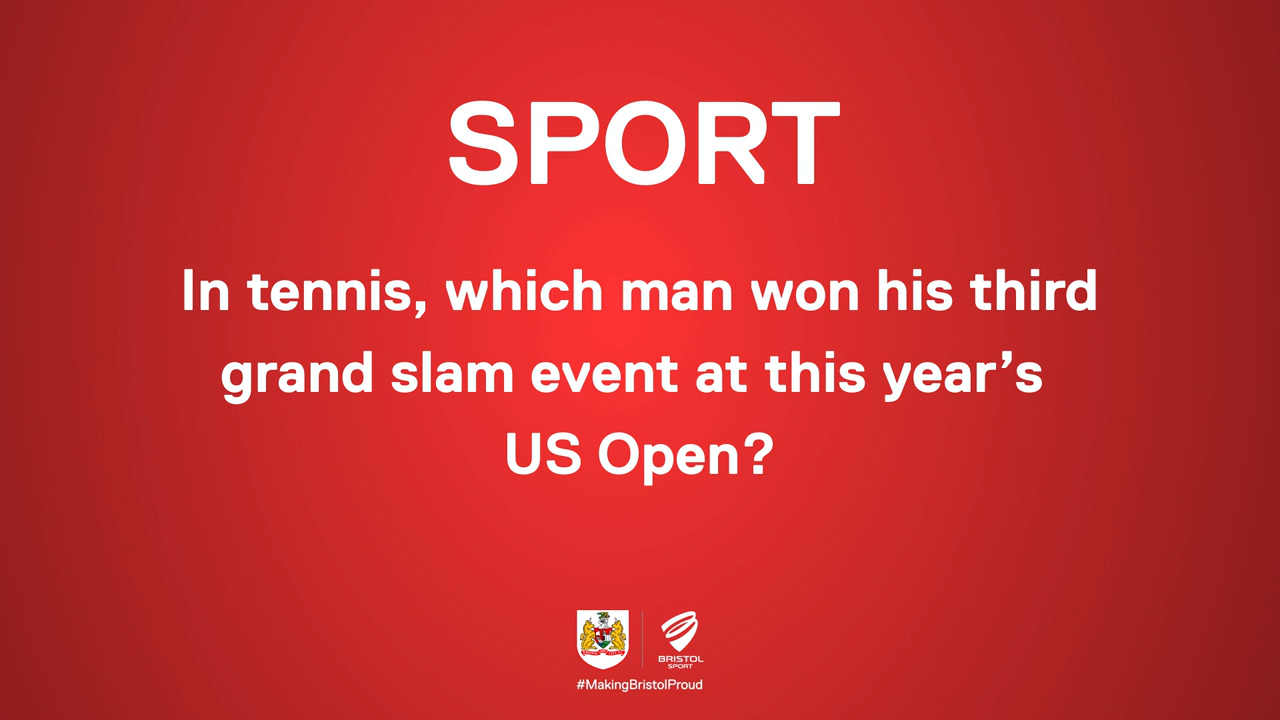 SPORT
In tennis, which man won his third
grand slam event at this year’s
US Open?
BRISTOL
SPORT
#MakingBristolProud